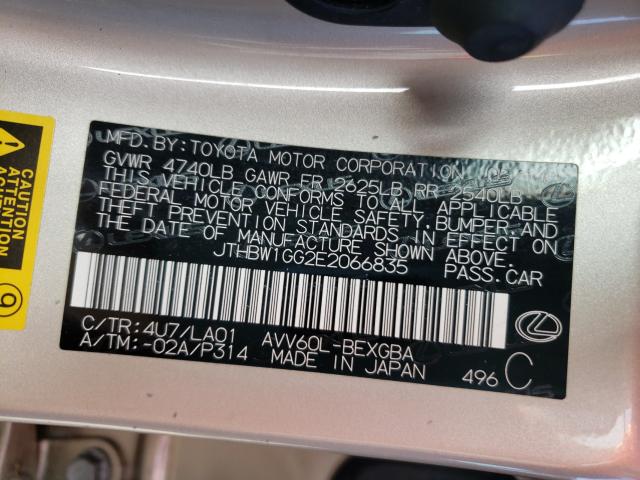 MFD. BY: TOYOTA MOTOR CORPORATION
GVWR 4740LB GAWR FR 2625LB RR 2540LB
THIS VEHICLE CONFORMS TO ALL APPLICABLE
FEDERAL MOTOR VEHICLE SAFETY, BUMPER, AND
THEFT PREVENTION STANDARDS IN EFFECT ON
THE DATE OF MANUFACTURE SHOWN ABOVE.
JTHBW1GG2E2066835 PASS.CAR
C/TR: 4U7/LA01 AVV60L-BEXGBA
A/TM: -02A/P314 MADE IN JAPAN
496 C
9